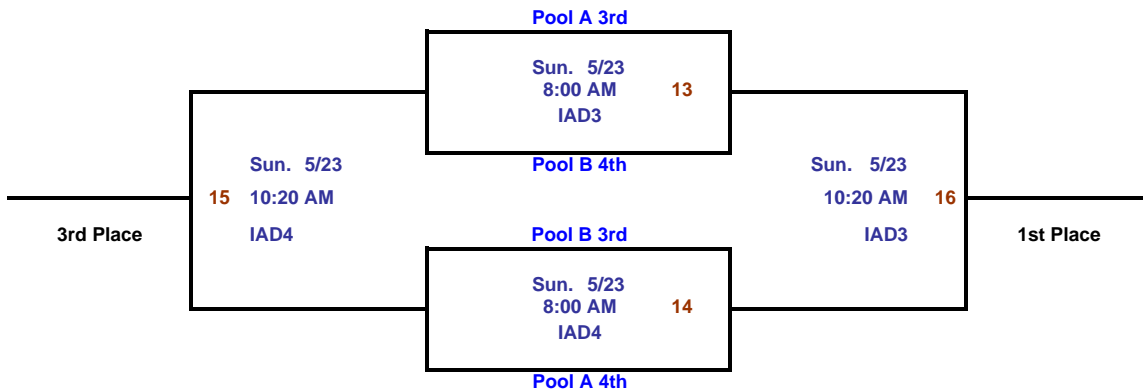 Pool A 3rd
Sun. 5/23
8:00 AM 13
IAD3
Pool B 4th
Sun. 5/23
15 10:20 AM
IAD4
3rd Place
Sun. 5/23
10:20 AM 16
IAD3
1st Place
Pool B 3rd
Sun. 5/23
8:00 AM 14
IAD4
Pool A 4th